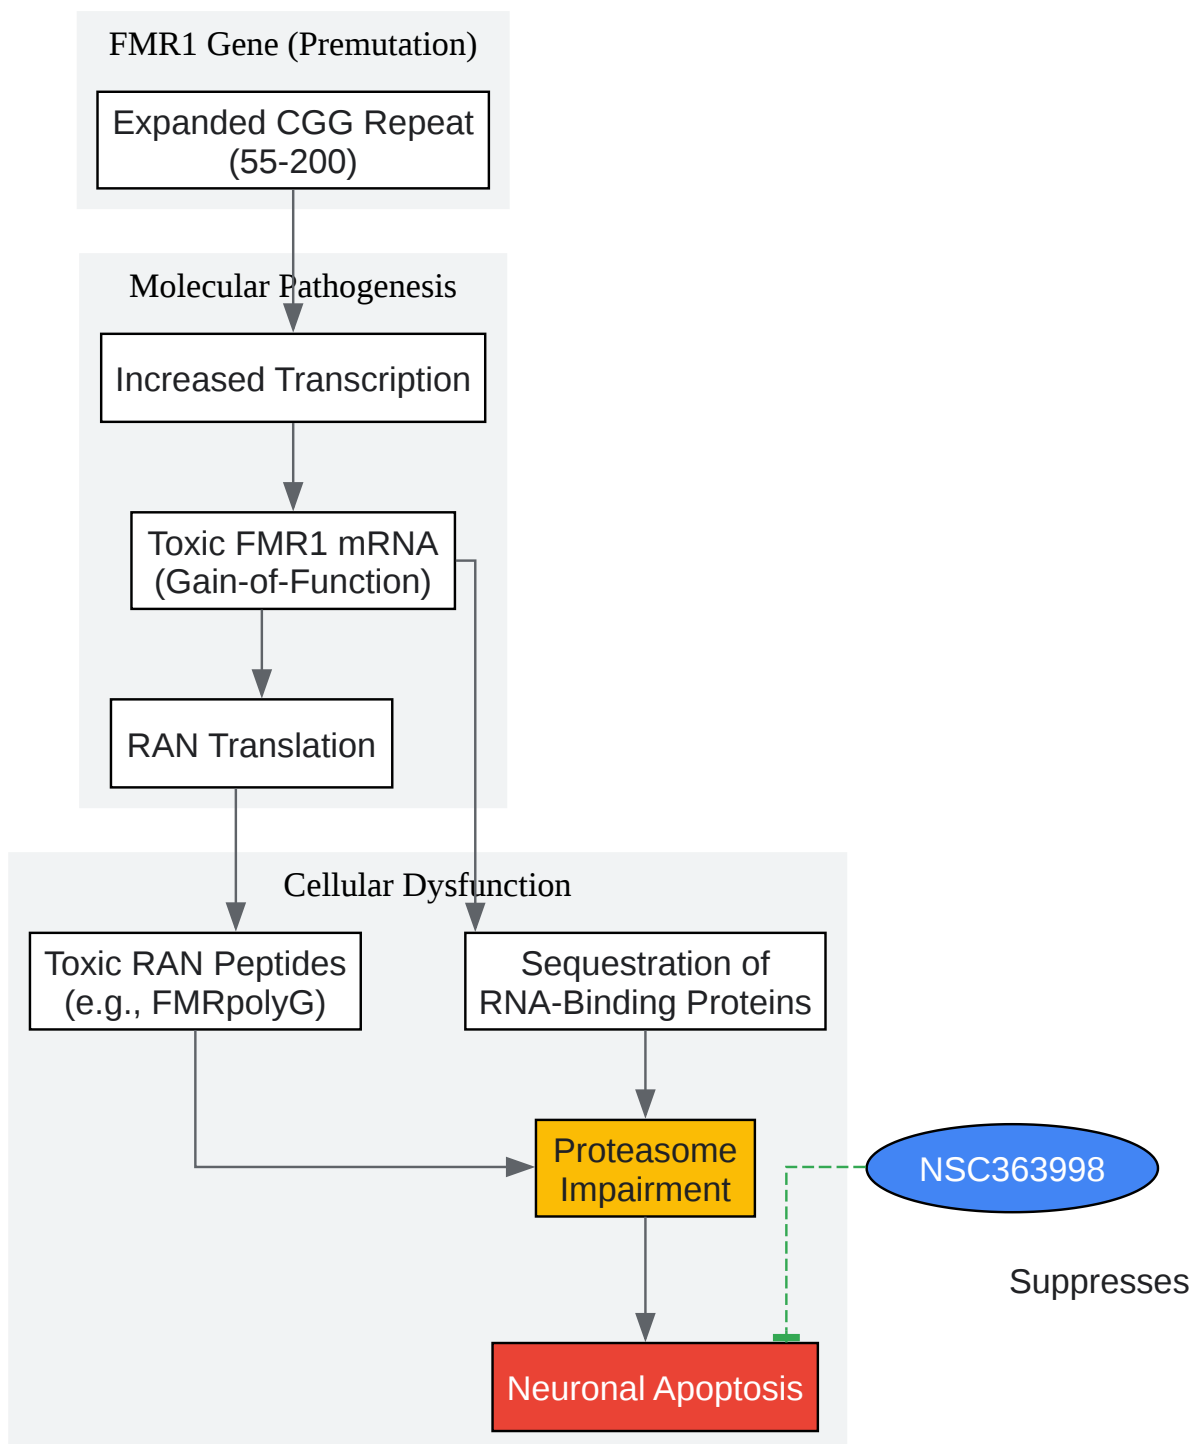 FMR1 Gene (Premutation)
Expanded CGG Repeat
(55-200)
Molecular Pathogenesis
Increased Transcription
Toxic FMR1 mRNA
(Gain-of-Function)
RAN Translation
Cellular Dysfunction
Toxic RAN Peptides
(e.g., FMRpolyG)
Sequestration of
RNA-Binding Proteins
Proteasome
Impairment
NSC363998
Suppresses
Neuronal Apoptosis